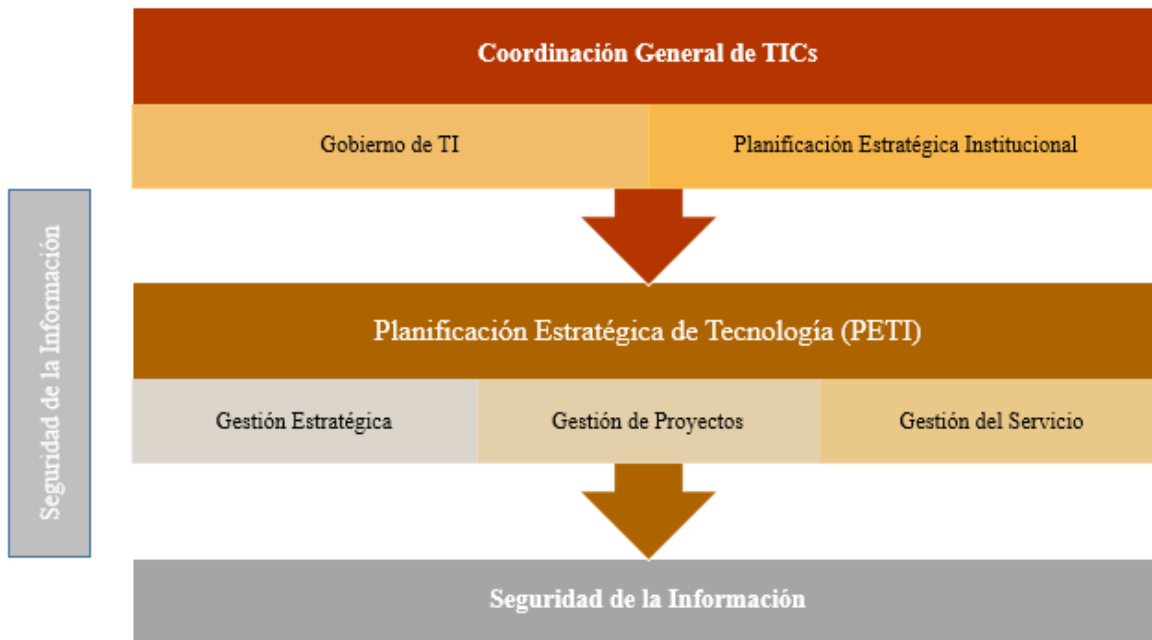 Coordinación General de TICs
Gobierno de TI
Planificación Estratégica Institucional
Seguridad de la Información
Planificación Estratégica de Tecnología (PETI)
Gestión Estratégica
Gestión de Proyectos
Gestión del Servicio
Seguridad de la Información